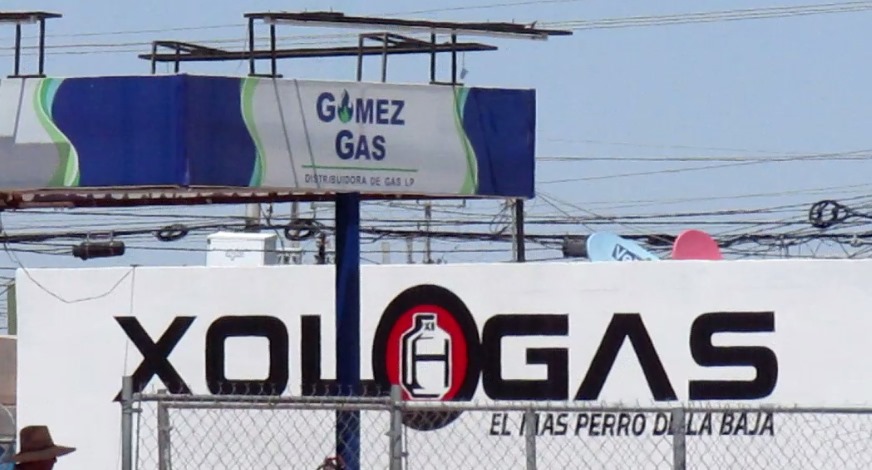 GOMEZ
GAS
DISTRIBUIDORA DE GAS LP
XOLOGAS
EL MAS PERRO DE LA BAJA